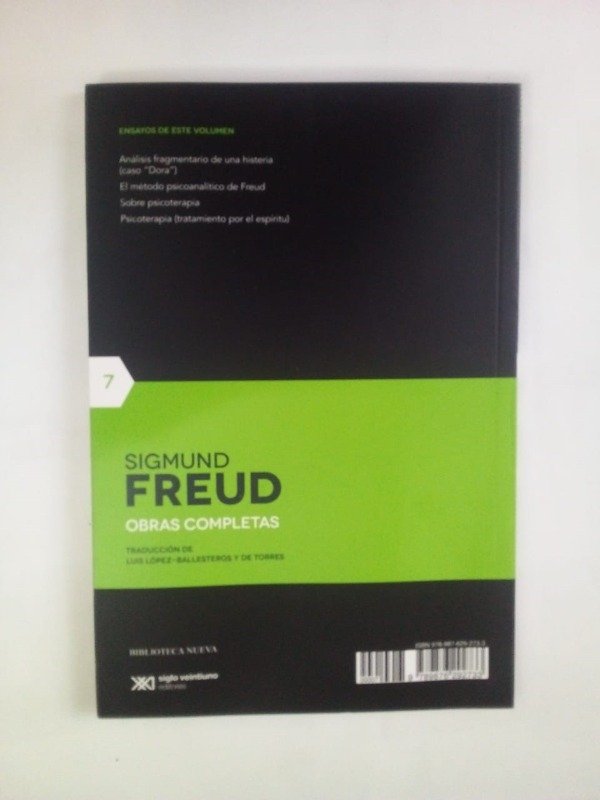 ENSAYOS DE ESTE VOLUMEN
Análisis fragmentario de una histeria
(caso "Dora")
El método psicoanalítico de Freud
Sobre psicoterapia
Psicoterapia (tratamiento por el espíritu)
7
SIGMUND
FREUD
OBRAS COMPLETAS
TRADUCCIÓN DE
LUIS LÓPEZ-BALLESTEROS Y DE TORRES
BIBLIOTECA NUEVA
siglo veintiuno
editores
ISBN